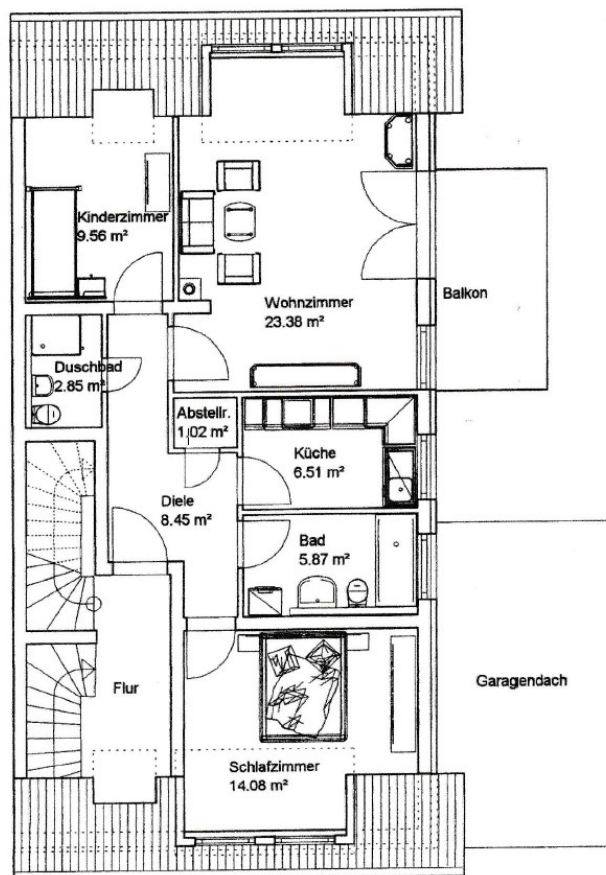 Kinderzimmer
9.56 m²
Wohnzimmer
23.38 m²
Balkon
Duschbad
2.85 m²
Abstellr.
1.02 m²
Küche
6.51 m²
Diele
8.45 m²
Bad
5.87 m²
Flur
Garagendach
Schlafzimmer
14.08 m²